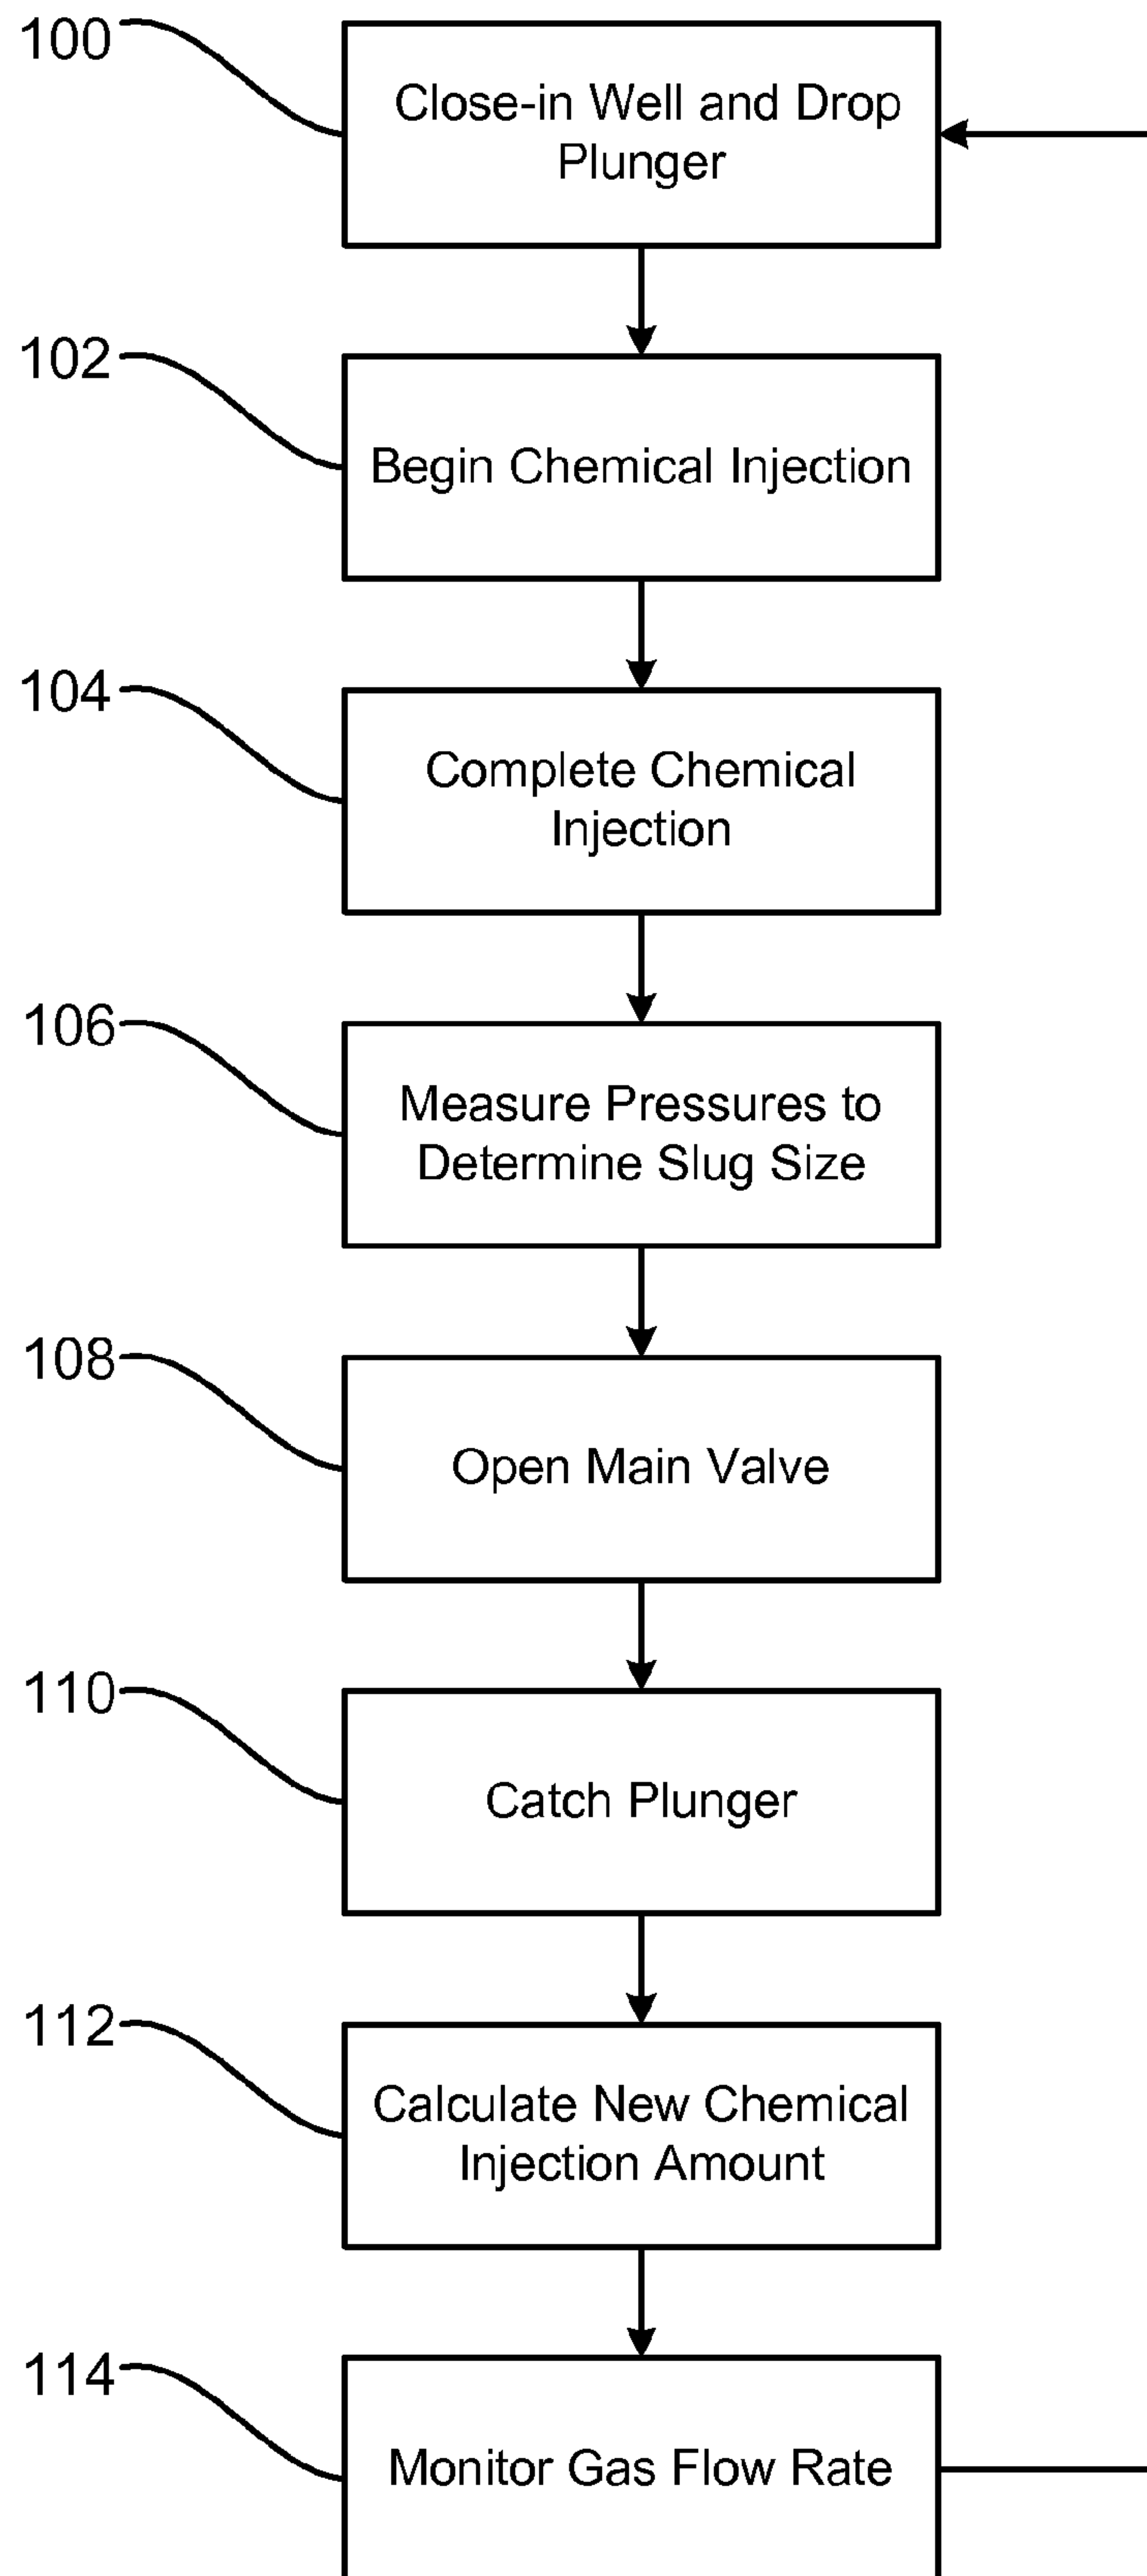 100
Close-in Well and Drop
Plunger
102
Begin Chemical Injection
104
Complete Chemical
Injection
106
Measure Pressures to
Determine Slug Size
108
Open Main Valve
110
Catch Plunger
112
Calculate New Chemical
Injection Amount
114
Monitor Gas Flow Rate